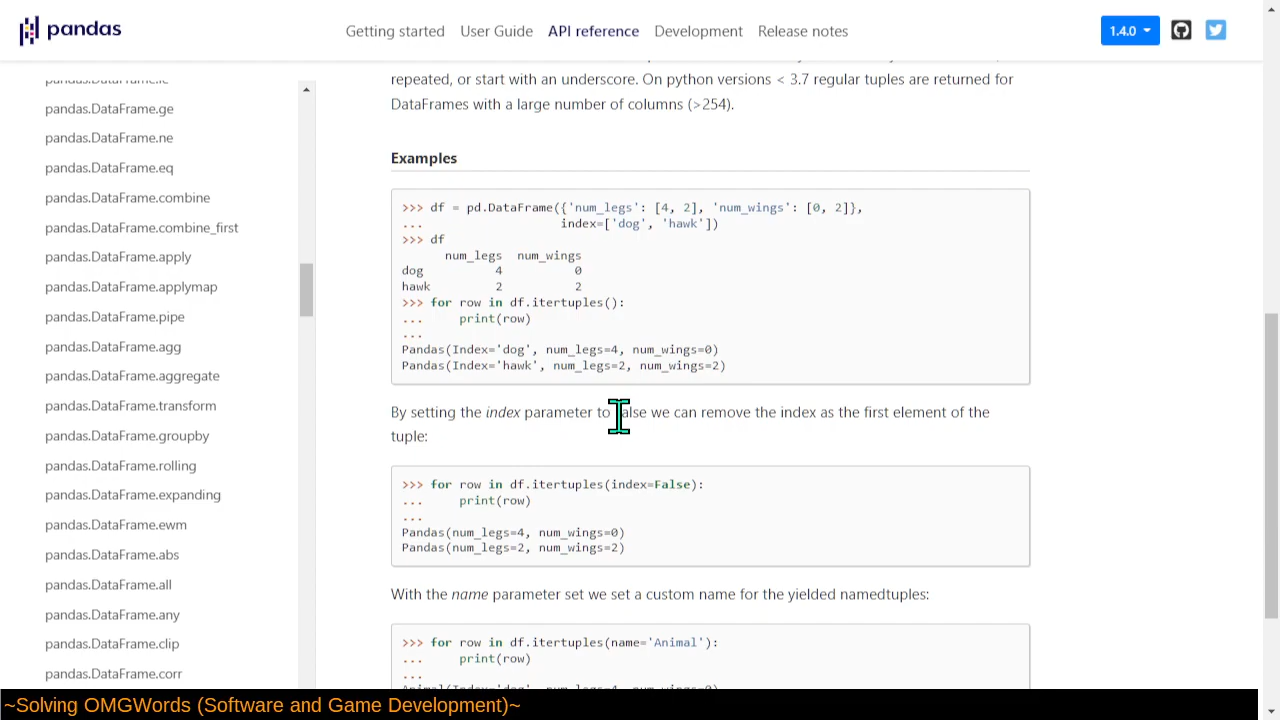 pandas
Getting started User Guide API reference Development Release notes
1.4.0
pandas.DataFrame.le
pandas.DataFrame.ge
pandas.DataFrame.ne
pandas.DataFrame.eq
pandas.DataFrame.combine
pandas.DataFrame.combine_first
pandas.DataFrame.apply
pandas.DataFrame.applymap
pandas.DataFrame.pipe
pandas.DataFrame.agg
pandas.DataFrame.aggregate
pandas.DataFrame.transform
pandas.DataFrame.groupby
pandas.DataFrame.rolling
pandas.DataFrame.expanding
pandas.DataFrame.ewm
pandas.DataFrame.abs
pandas.DataFrame.all
pandas.DataFrame.any
pandas.DataFrame.clip
pandas.DataFrame.corr
repeated, or start with an underscore. On python versions < 3.7 regular tuples are returned for
DataFrames with a large number of columns (>254).
Examples
>>> df = pd.DataFrame({'num_legs': [4, 2], 'num_wings': [0, 2]},
... index=['dog', 'hawk'])
>>> df
num_legs num_wings
dog 4 0
hawk 2 2
>>> for row in df.itertuples():
... print(row)
...
Pandas(Index='dog', num_legs=4, num_wings=0)
Pandas(Index='hawk', num_legs=2, num_wings=2)
By setting the index parameter to False we can remove the index as the first element of the
tuple:
>>> for row in df.itertuples(index=False):
... print(row)
...
Pandas(num_legs=4, num_wings=0)
Pandas(num_legs=2, num_wings=2)
With the name parameter set we set a custom name for the yielded namedtuples:
>>> for row in df.itertuples(name='Animal'):
... print(row)
...
Animal(Index='dog', num_legs=4, num_wings=0)
~Solving OMGWords (Software and Game Development)~